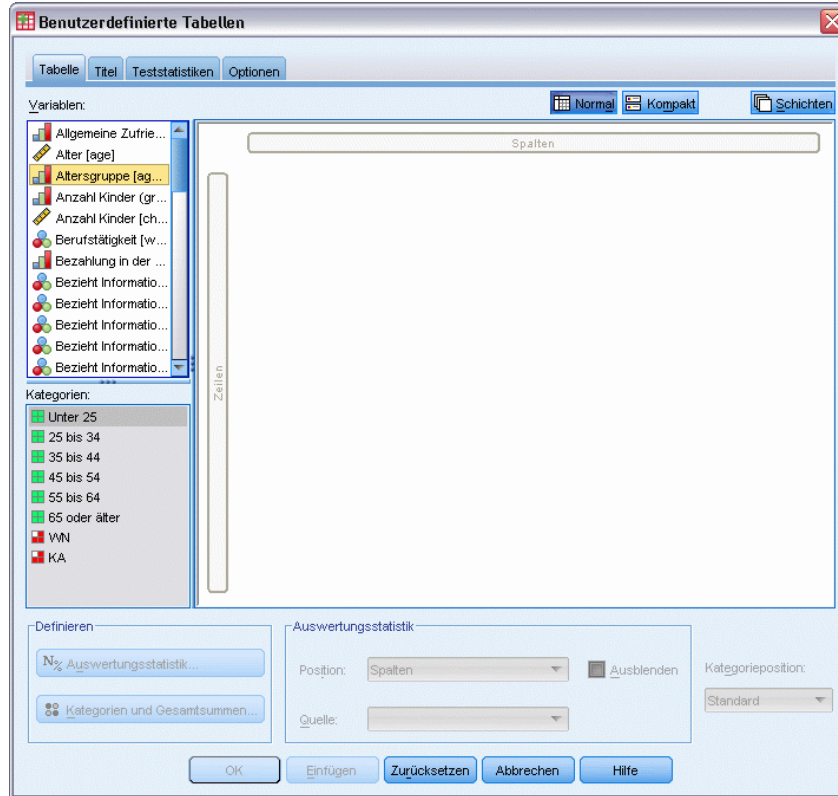 Benutzerdefinierte Tabellen
Tabelle Titel Teststatistiken Optionen
Variablen:
Normal Kompakt Schichten
Allgemeine Zufrie...
Alter [age]
Altersgruppe [ag...
Anzahl Kinder (gr...
Anzahl Kinder [ch...
Berufstätigkeit [w...
Bezahlung in der ...
Bezieht Informatio...
Bezieht Informatio...
Bezieht Informatio...
Bezieht Informatio...
Bezieht Informatio...
Spalten
Zeilen
Kategorien:
Unter 25
25 bis 34
35 bis 44
45 bis 54
55 bis 64
65 oder älter
WN
KA
Definieren
N% Auswertungsstatistik...
Kategorien und Gesamtsummen...
Auswertungsstatistik
Position: Spalten Ausblenden
Quelle:
Kategorieposition:
Standard
OK Einfügen Zurücksetzen Abbrechen Hilfe